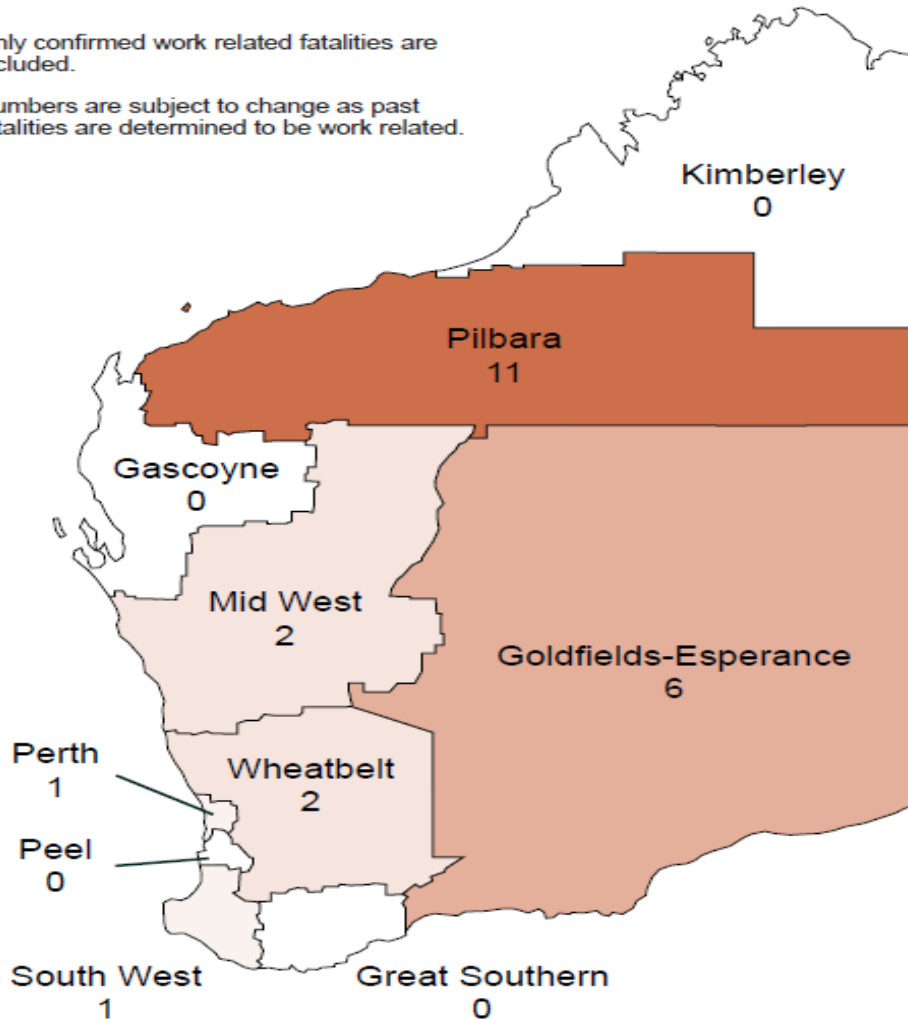 nly confirmed work related fatalities are
cluded.
umbers are subject to change as past
talities are determined to be work related.
Kimberley
0
Pilbara
11
Gascoyne
0
Mid West
2
Goldfields-Esperance
6
Perth
1
Wheatbelt
2
Peel
0
South West
1
Great Southern
0